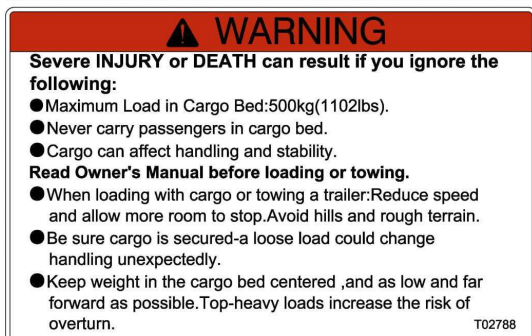 WARNING
Severe INJURY or DEATH can result if you ignore the
following:
●Maximum Load in Cargo Bed:500kg(1102lbs).
●Never carry passengers in cargo bed.
●Cargo can affect handling and stability.
Read Owner's Manual before loading or towing.
●When loading with cargo or towing a trailer:Reduce speed
and allow more room to stop.Avoid hills and rough terrain.
●Be sure cargo is secured-a loose load could change
handling unexpectedly.
●Keep weight in the cargo bed centered ,and as low and far
forward as possible.Top-heavy loads increase the risk of
overturn.
T02788